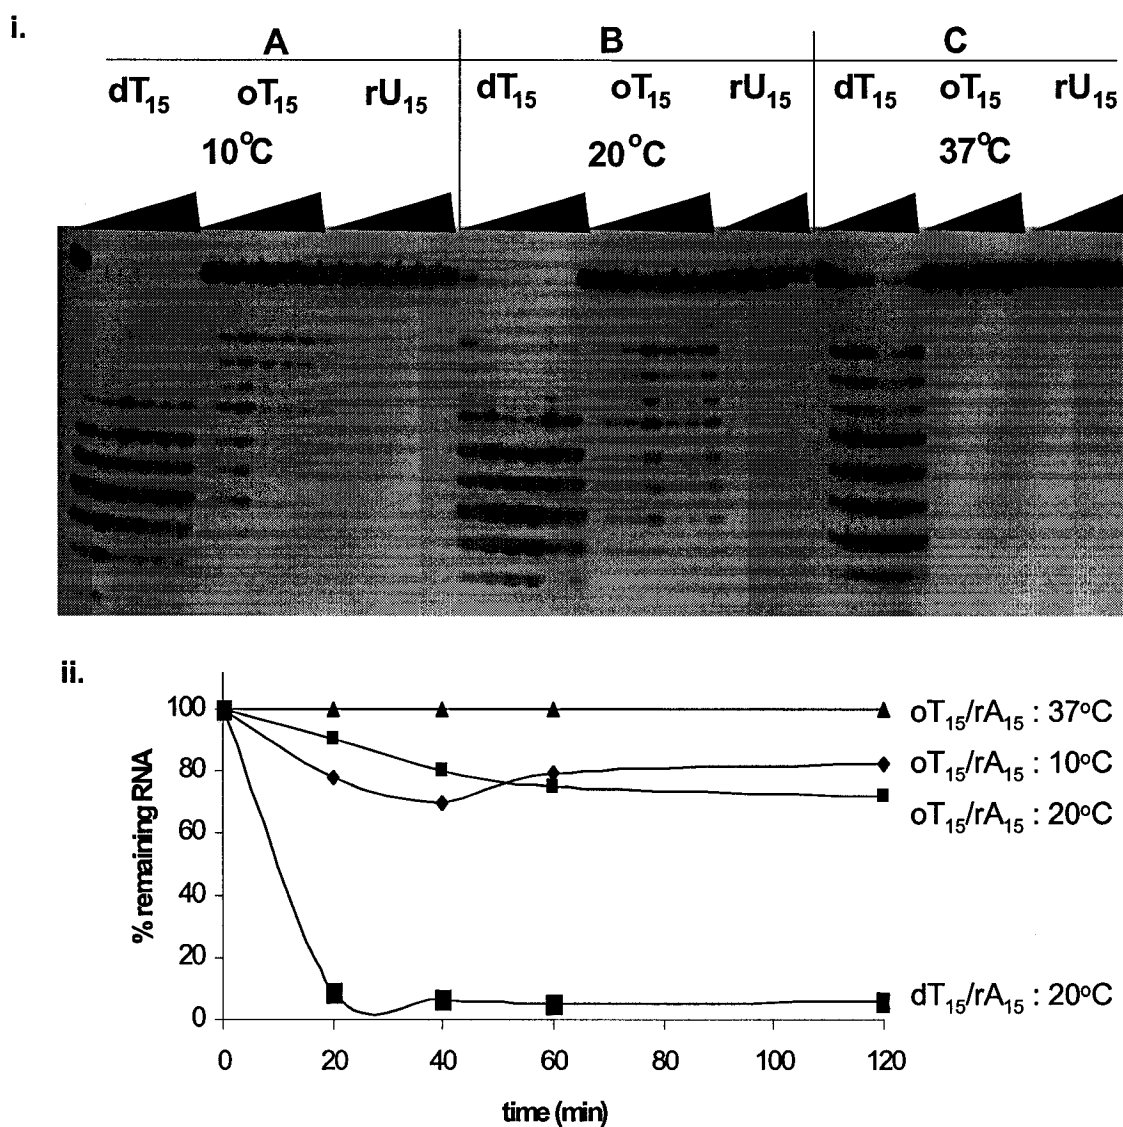 i.
A B C
dT₁₅ oT₁₅ rU₁₅ dT₁₅ oT₁₅ rU₁₅ dT₁₅ oT₁₅ rU₁₅
10°C 20°C 37°C
ii.
% remaining RNA
100
80
60
40
20
0
0 20 40 60 80 100 120
time (min)
oT₁₅/rA₁₅ : 37°C
oT₁₅/rA₁₅ : 10°C
oT₁₅/rA₁₅ : 20°C
dT₁₅/rA₁₅ : 20°C